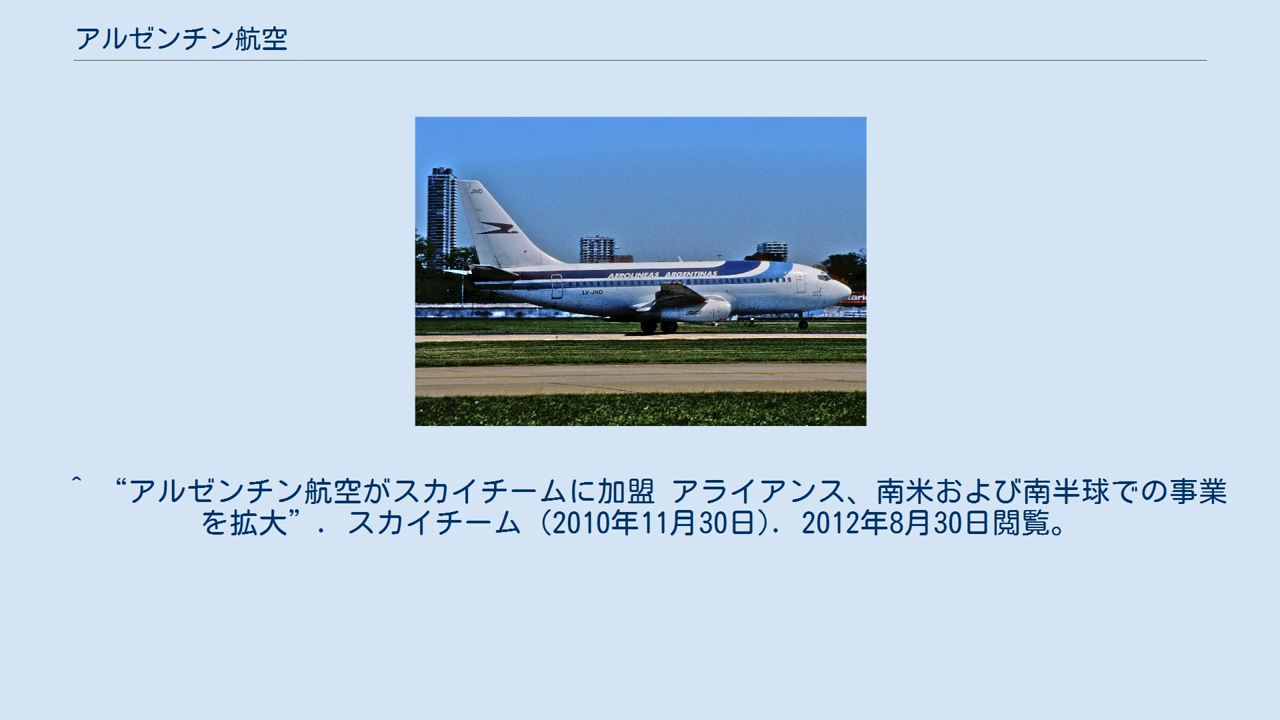 アルゼンチン航空
JND
AEROLINEAS ARGENTINAS
LV-JND
^ “アルゼンチン航空がスカイチームに加盟 アライアンス、南米および南半球での事業
を拡大”. スカイチーム (2010年11月30日). 2012年8月30日閲覧。